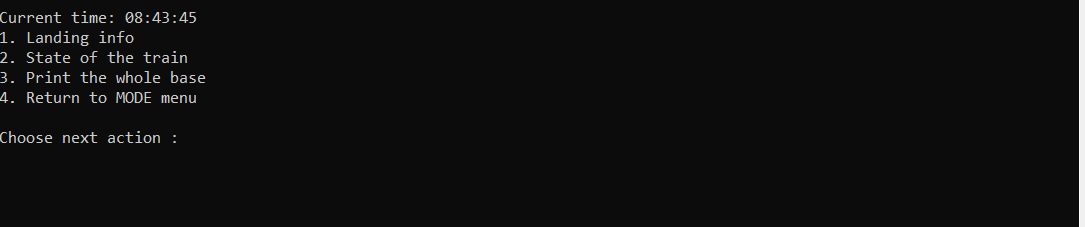 Current time: 08:43:45
1. Landing info
2. State of the train
3. Print the whole base
4. Return to MODE menu
Choose next action :